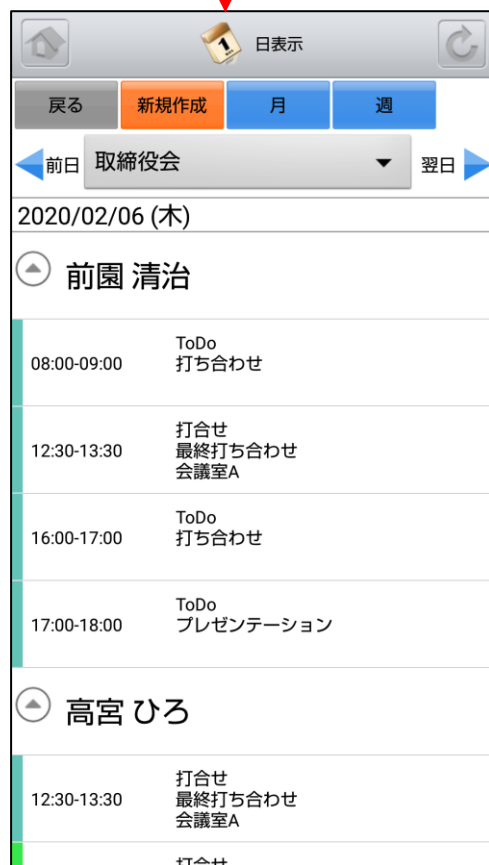 1
日表示
戻る 新規作成 月 週
前日 取締役会 翌日
2020/02/06 (木)
前園 清治
ToDo
08:00-09:00 打ち合わせ
打合せ
12:30-13:30 最終打ち合わせ
会議室A
ToDo
16:00-17:00 打ち合わせ
ToDo
17:00-18:00 プレゼンテーション
高宮 ひろ
打合せ
12:30-13:30 最終打ち合わせ
会議室A
打合せ